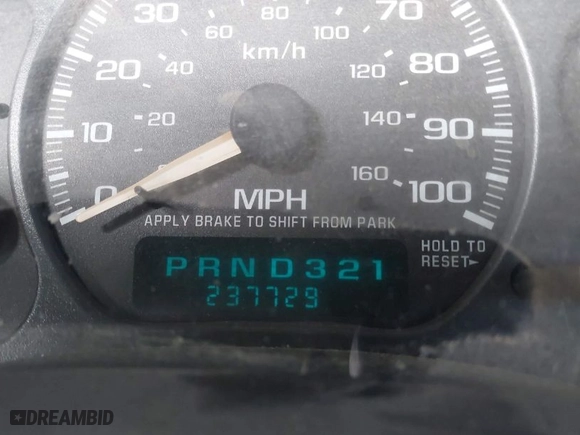 30 80 70
60 100
km/h
20 40 120 80
10 20 140 90
0 160 100
MPH
APPLY BRAKE TO SHIFT FROM PARK
HOLD TO
RESET►
PRND321
237729
DREAMBID